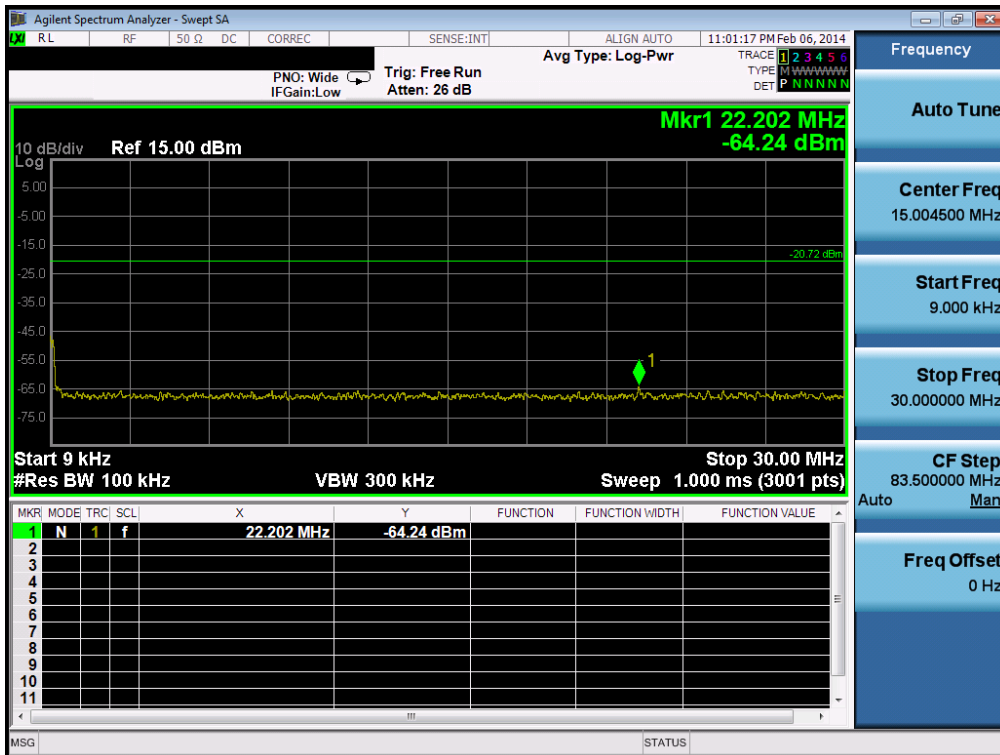 Agilent Spectrum Analyzer - Swept SA
LXI RL RF 50 Ω DC CORREC SENSE:INT ALIGN AUTO 11:01:17 PM Feb 06, 2014
PNO: Wide
IFGain:Low
Trig: Free Run
Atten: 26 dB
Avg Type: Log-Pwr
TRACE 1 2 3 4 5 6
TYPE M W W W W W
DET P N N N N N
Mkr1 22.202 MHz
-64.24 dBm
10 dB/div Ref 15.00 dBm
Log
5.00
-5.00
-15.0
-20.72 dBm
-25.0
-35.0
-45.0
-55.0
1
-65.0
-75.0
Start 9 kHz Stop 30.00 MHz
#Res BW 100 kHz VBW 300 kHz Sweep 1.000 ms (3001 pts)
MKR MODE TRC SCL X Y FUNCTION FUNCTION WIDTH FUNCTION VALUE
1 N 1 f 22.202 MHz -64.24 dBm
2
3
4
5
6
7
8
9
10
11
MSG STATUS
Frequency
Auto Tune
Center Freq
15.004500 MHz
Start Freq
9.000 kHz
Stop Freq
30.000000 MHz
CF Step
83.500000 MHz
Auto Man
Freq Offset
0 Hz